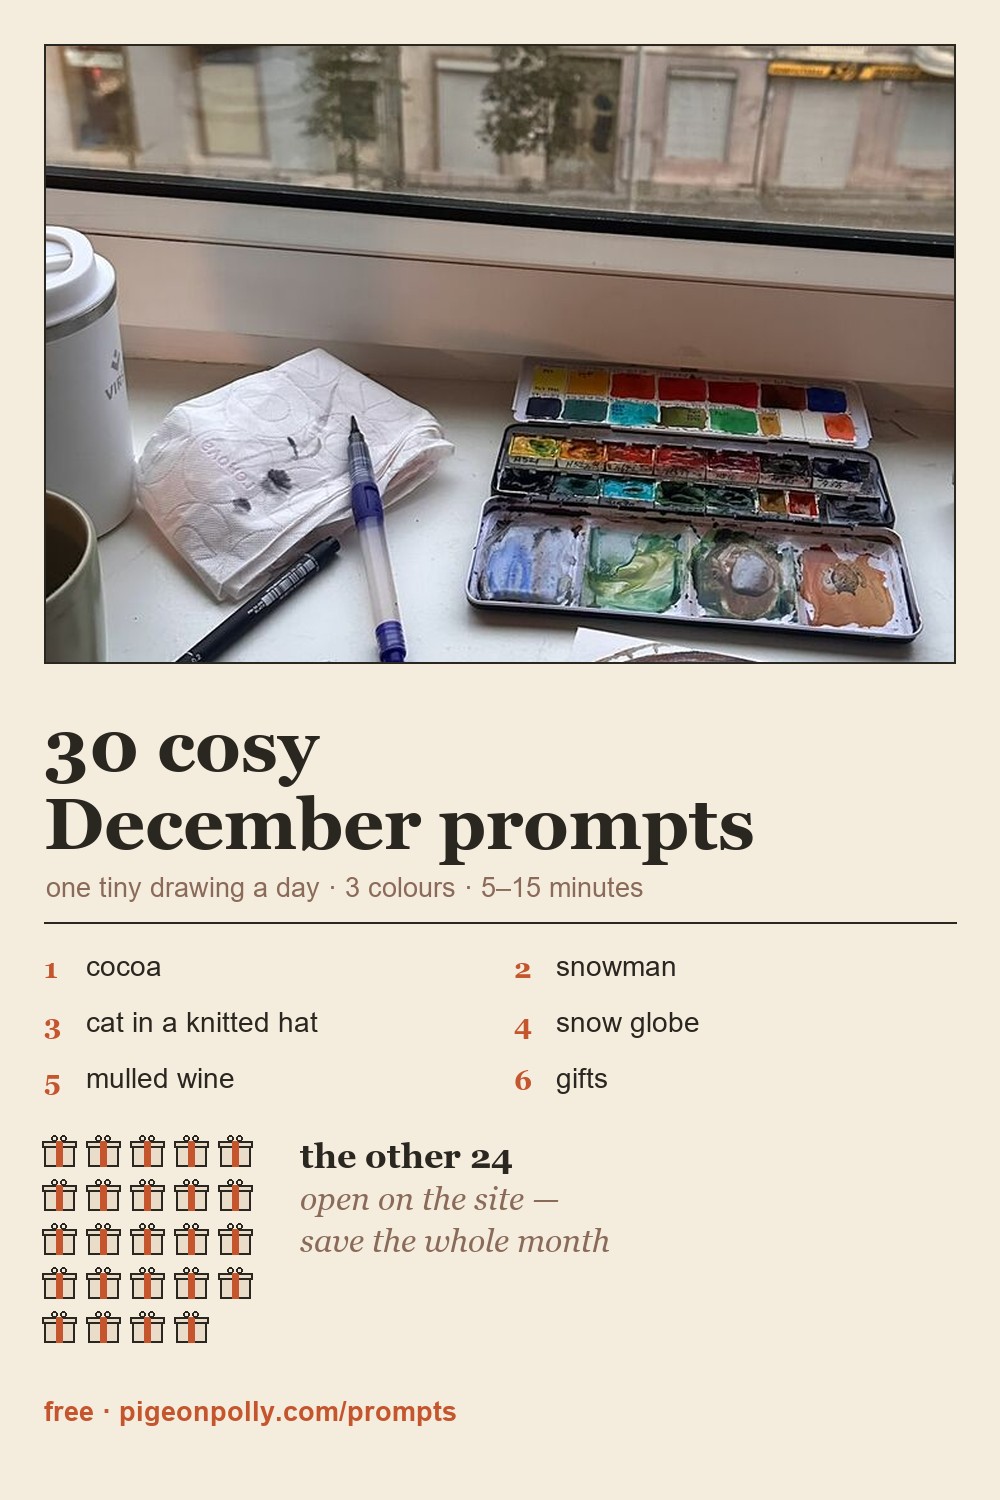 30 cosy
December prompts
one tiny drawing a day · 3 colours · 5–15 minutes
1 cocoa
2 snowman
3 cat in a knitted hat
4 snow globe
5 mulled wine
6 gifts
the other 24
open on the site —
save the whole month
free · pigeonpolly.com/prompts